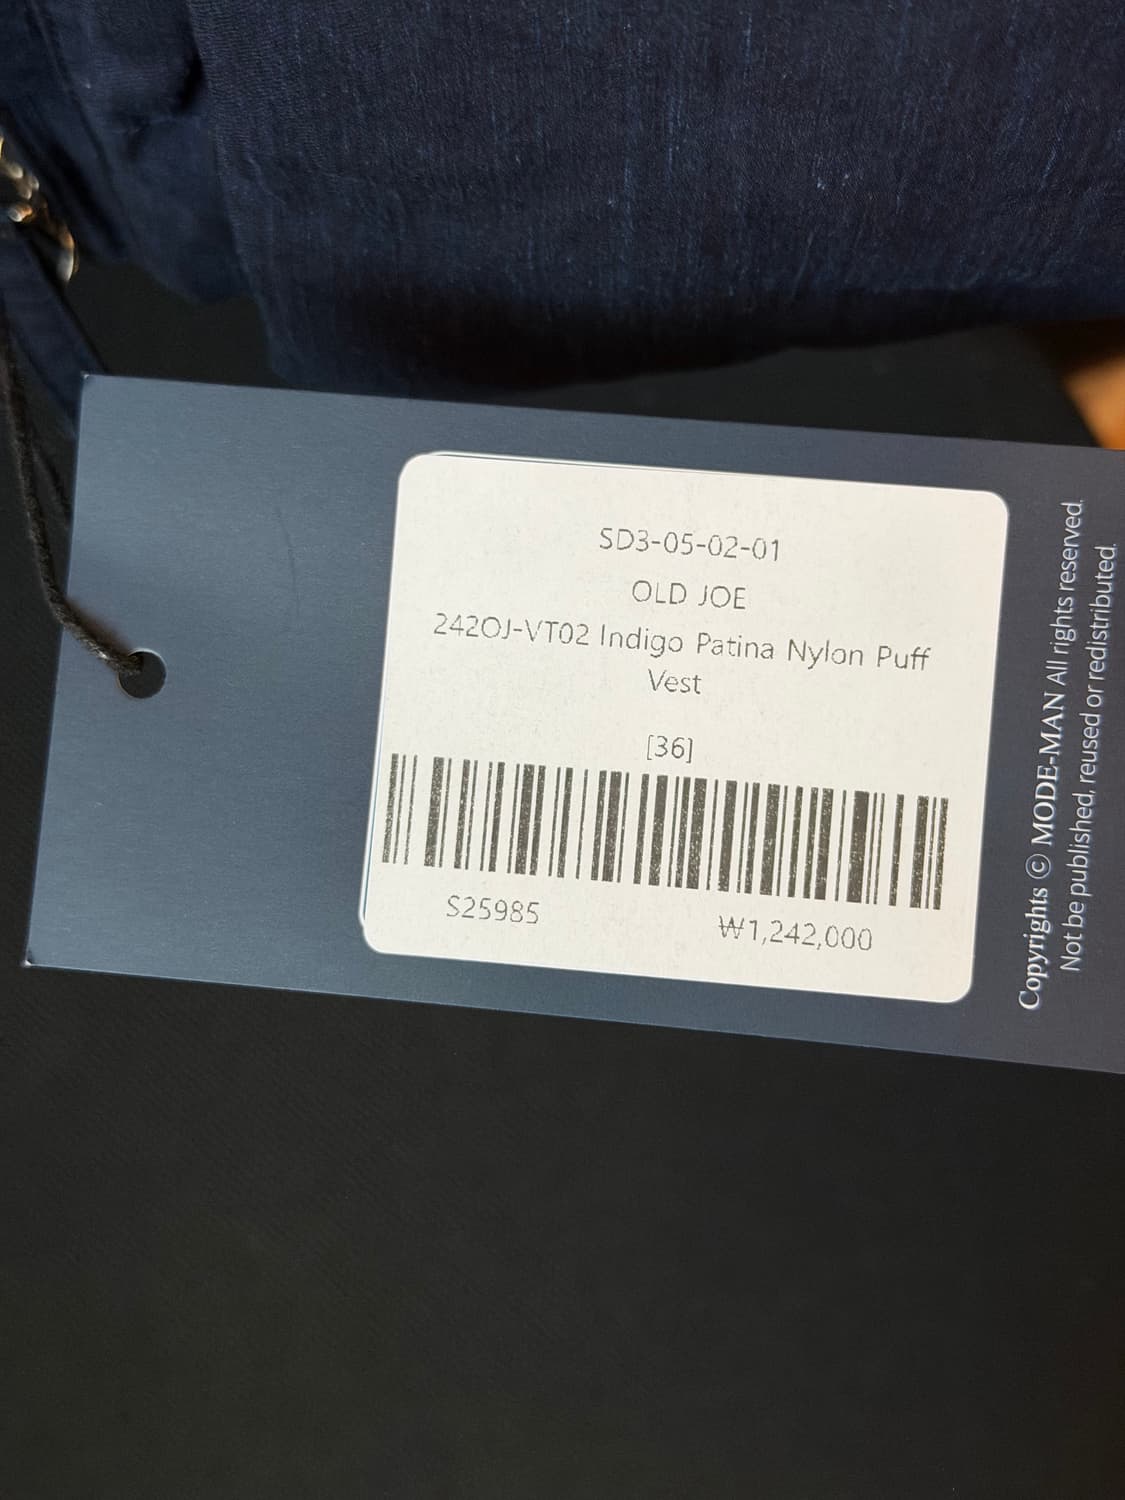 SD3-05-02-01
OLD JOE
242OJ-VT02 Indigo Patina Nylon Puff
Vest
[36]
S25985
₩1,242,000
Copyrights © MODE-MAN All rights reserved.
Not be published, reused or redistributed.